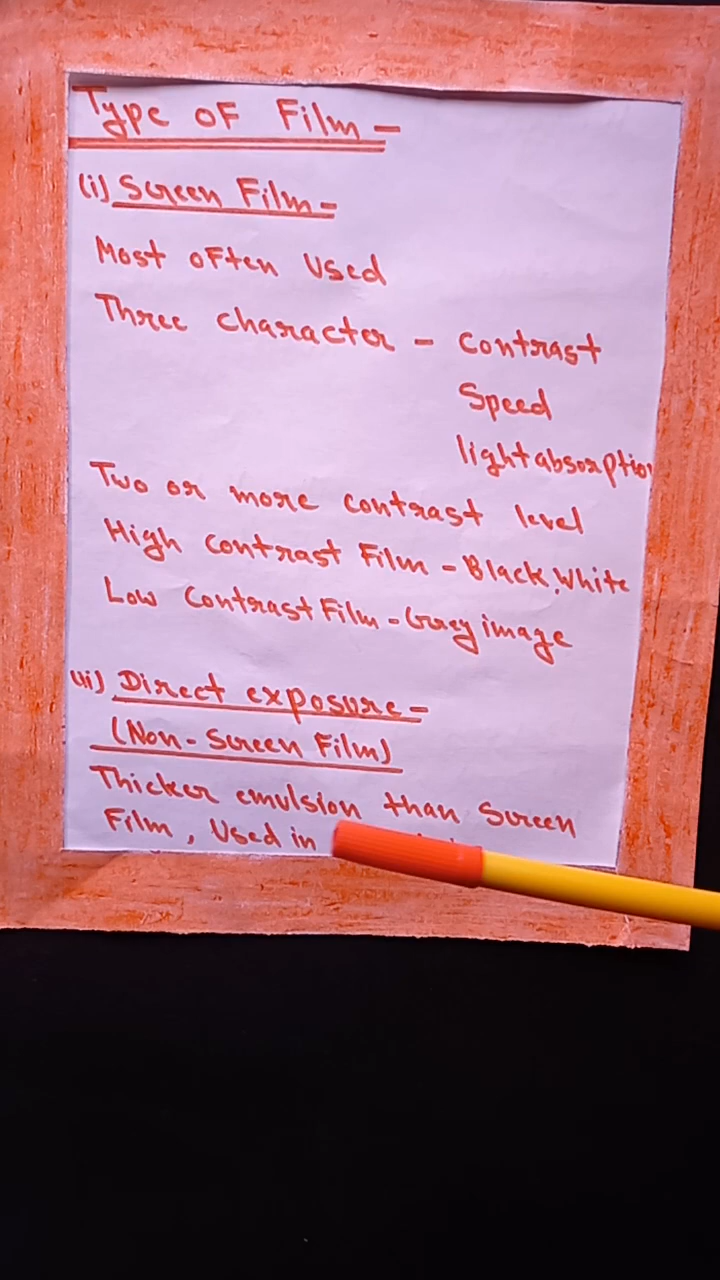 Type of Film -
(i) Screen Film -
Most often Used
Three character - Contrast
Speed
light absorption
Two or more contrast level
High Contrast Film - Black, White
Low Contrast Film - Grey image
(ii) Direct exposure -
(Non-Screen Film)
Thicker emulsion than Screen
Film, Used in